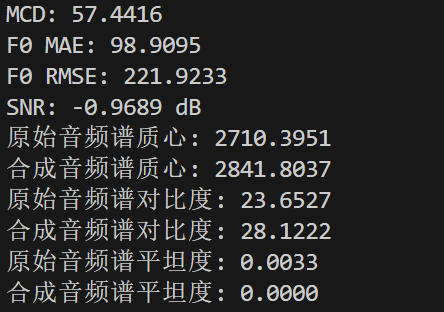 MCD: 57.4416
F0 MAE: 98.9095
F0 RMSE: 221.9233
SNR: -0.9689 dB
原始音频谱质心: 2710.3951
合成音频谱质心: 2841.8037
原始音频谱对比度: 23.6527
合成音频谱对比度: 28.1222
原始音频谱平坦度: 0.0033
合成音频谱平坦度: 0.0000